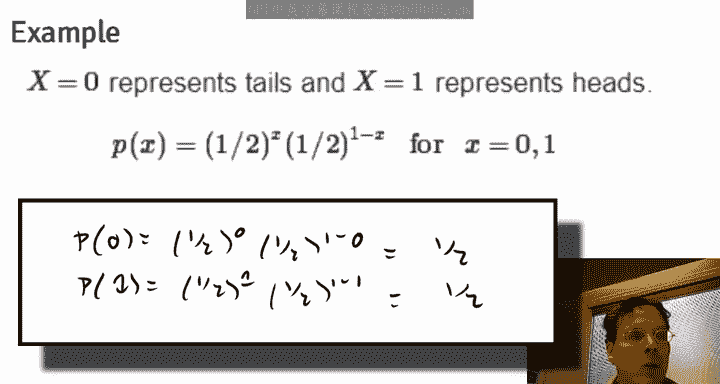 Example
X = 0 represents tails and X = 1 represents heads.
p(x) = (1/2)^x (1/2)^{1−x} for x = 0, 1
P(0) = (1/2)^0 (1/2)^{1-0} = 1/2
P(1) = (1/2)^1 (1/2)^{1-1} = 1/2